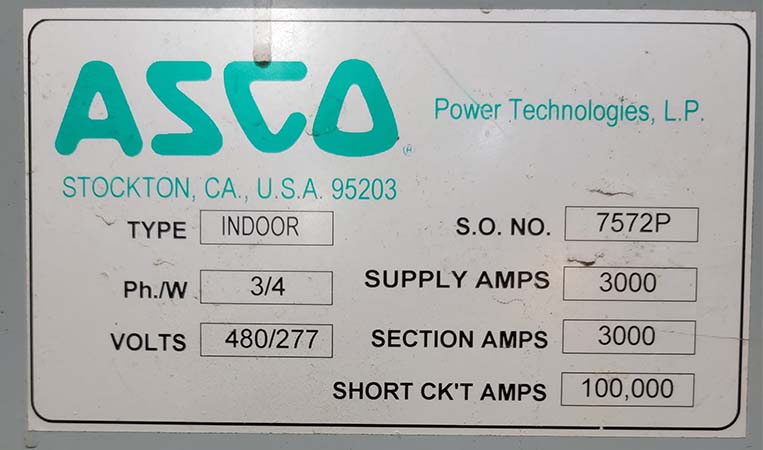 ASCO ® Power Technologies, L.P.
STOCKTON, CA., U.S.A. 95203
TYPE INDOOR S.O. NO. 7572P
Ph./W 3/4 SUPPLY AMPS 3000
VOLTS 480/277 SECTION AMPS 3000
SHORT CK'T AMPS 100,000